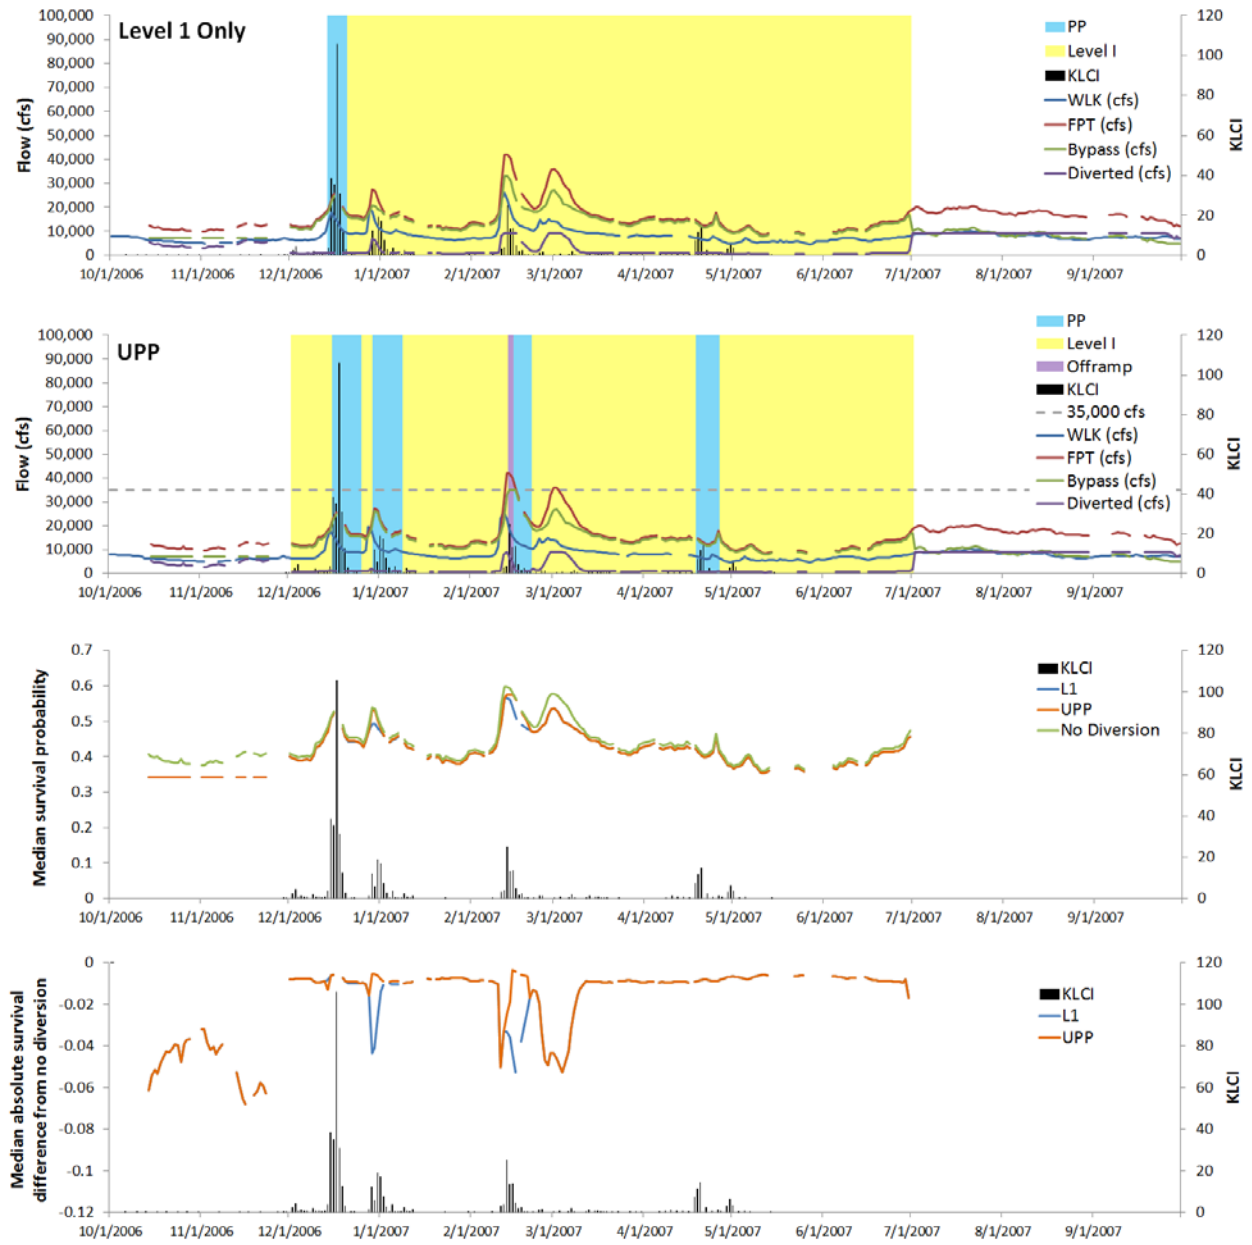 Level 1 Only
Flow (cfs)
100,000
90,000
80,000
70,000
60,000
50,000
40,000
30,000
20,000
10,000
0
10/1/2006 11/1/2006 12/1/2006 1/1/2007 2/1/2007 3/1/2007 4/1/2007 5/1/2007 6/1/2007 7/1/2007 8/1/2007 9/1/2007
PP
Level I
KLCI
WLK (cfs)
FPT (cfs)
Bypass (cfs)
Diverted (cfs)
120
100
80
60
40
20
0
KLCI
UPP
Flow (cfs)
100,000
90,000
80,000
70,000
60,000
50,000
40,000
30,000
20,000
10,000
0
10/1/2006 11/1/2006 12/1/2006 1/1/2007 2/1/2007 3/1/2007 4/1/2007 5/1/2007 6/1/2007 7/1/2007 8/1/2007 9/1/2007
PP
Level I
Offramp
KLCI
35,000 cfs
WLK (cfs)
FPT (cfs)
Bypass (cfs)
Diverted (cfs)
120
100
80
60
40
20
0
KLCI
Median survival probability
0.7
0.6
0.5
0.4
0.3
0.2
0.1
0
10/1/2006 11/1/2006 12/1/2006 1/1/2007 2/1/2007 3/1/2007 4/1/2007 5/1/2007 6/1/2007 7/1/2007 8/1/2007 9/1/2007
KLCI
L1
UPP
No Diversion
120
100
80
60
40
20
0
KLCI
Median absolute survival
difference from no diversion
0
-0.02
-0.04
-0.06
-0.08
-0.1
-0.12
10/1/2006 11/1/2006 12/1/2006 1/1/2007 2/1/2007 3/1/2007 4/1/2007 5/1/2007 6/1/2007 7/1/2007 8/1/2007 9/1/2007
KLCI
L1
UPP
120
100
80
60
40
20
0
KLCI